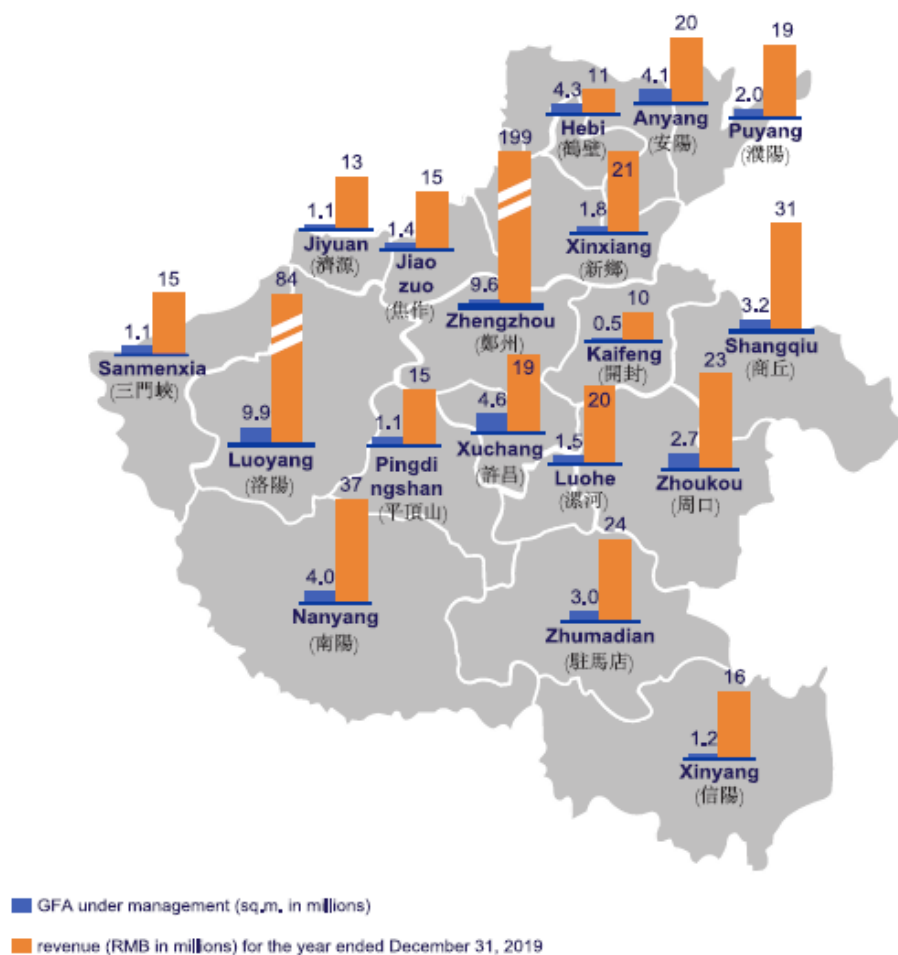 20
19
4.3
11
4.1
2.0
Anyang
(安陽)
Puyang
(濮陽)
Hebi
(鶴壁)
199
13
21
15
1.1
1.8
31
1.4
Jiyuan
(濟源)
Xinxiang
(新鄉)
Jiao
zuo
(焦作)
84
15
9.6
10
3.2
Zhengzhou
(鄭州)
0.5
1.1
Kaifeng
(開封)
Shangqiu
(商丘)
Sanmenxia
(三門峽)
19
23
15
20
9.9
4.6
1.1
1.5
2.7
Luoyang
(洛陽)
Xuchang
(許昌)
Pingdi
ngshan
(平頂山)
Luohe
(漯河)
Zhoukou
(周口)
37
24
4.0
3.0
Nanyang
(南陽)
Zhumadian
(駐馬店)
16
1.2
Xinyang
(信陽)
GFA under management (sq.m. in millions)
revenue (RMB in millions) for the year ended December 31, 2019